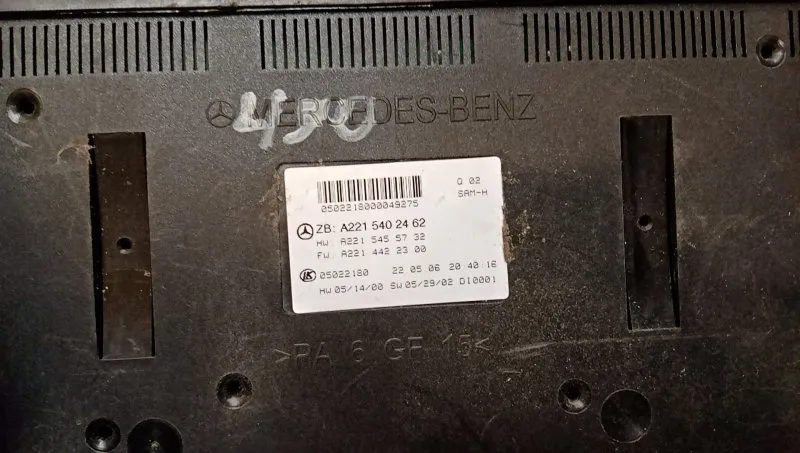 MERCEDES-BENZ
450
Q 02
SAM-H
0502218000049275
ZB: A221 540 24 62
HW: A221 545 57 32
FW: A221 442 23 00
05022180 22 05 06 20:40:16
HW 05/14/00 SW 05/29/02 DI0001
>PA 6 GF 15<